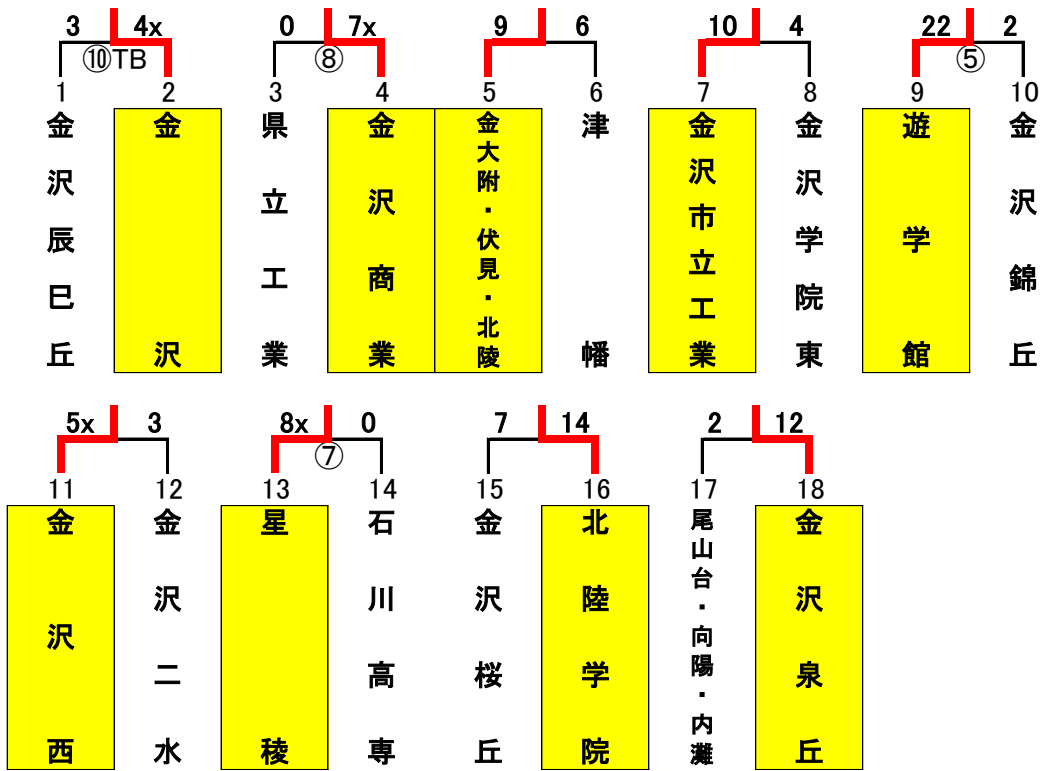 3 4x 0 7x 9 6 10 4 22 2
⑩TB ⑧ ⑤
1 2 3 4 5 6 7 8 9 10
金沢辰巳丘
金沢
県立工業
金沢商業
金大附・伏見・北陵
津幡
金沢市立工業
金沢学院東
遊学館
金沢錦丘
5x 3 8x 0 7 14 2 12
⑦
11 12 13 14 15 16 17 18
金沢西
金沢二水
星稜
石川高専
金沢桜丘
北陸学院
尾山台・向陽・内灘
金沢泉丘